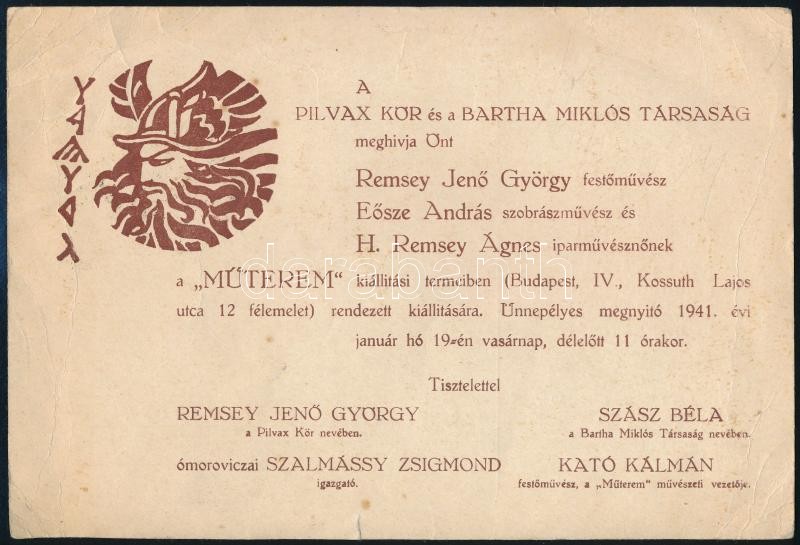 A
PILVAX KÖR és a BARTHA MIKLÓS TÁRSASÁG
meghivja Önt
Remsey Jenő György festőművész
Eősze András szobrászművész és
H. Remsey Ágnes iparművésznőnek
a „MŰTEREM“ kiállitási termeiben (Budapest, IV., Kossuth Lajos
utca 12 félemelet) rendezett kiállitására. Ünnepélyes megnyitó 1941. évi
január hó 19-én vasárnap, délelőtt 11 órakor.
Tisztelettel
REMSEY JENŐ GYÖRGY
a Pilvax Kör nevében.
SZÁSZ BÉLA
a Bartha Miklós Társaság nevében.
ómoroviczai SZALMÁSSY ZSIGMOND
igazgató.
KATÓ KÁLMÁN
festőművész, a „Műterem“ művészeti vezetője.
darabanth